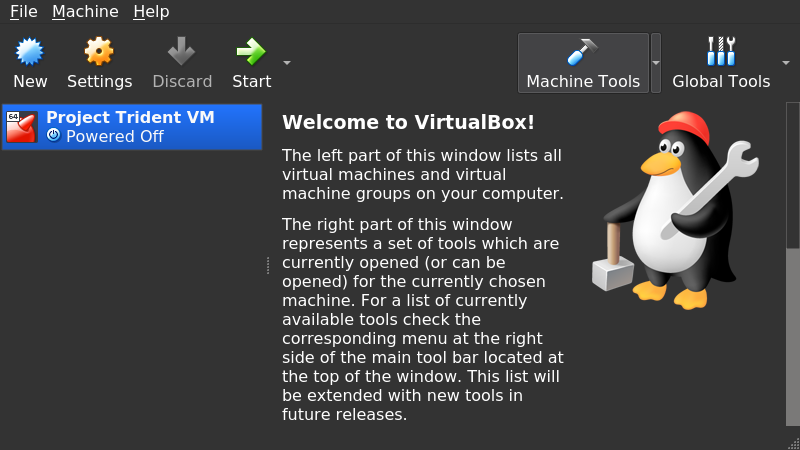 File Machine Help
New Settings Discard Start Machine Tools Global Tools
64
Project Trident VM
Powered Off
Welcome to VirtualBox!
The left part of this window lists all
virtual machines and virtual
machine groups on your computer.
The right part of this window
represents a set of tools which are
currently opened (or can be
opened) for the currently chosen
machine. For a list of currently
available tools check the
corresponding menu at the right
side of the main tool bar located at
the top of the window. This list will
be extended with new tools in
future releases.